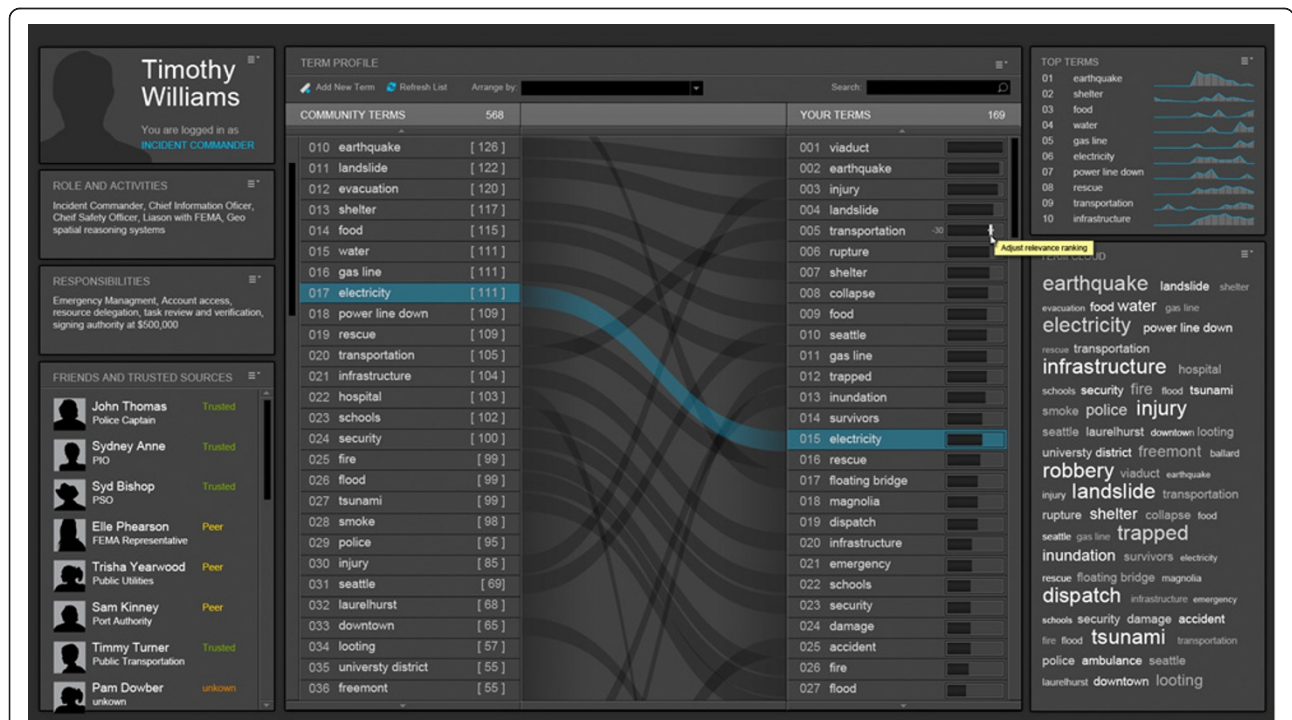 Timothy
Williams
You are logged in as
INCIDENT COMMANDER
ROLE AND ACTIVITIES
Incident Commander, Chief Information Oficer,
Cheif Safety Officer, Liason with FEMA, Geo
spatial reasoning systems
RESPONSIBILITIES
Emergency Managment, Account access,
resource delegation, task review and verification,
signing authority at $500,000
FRIENDS AND TRUSTED SOURCES
John Thomas Trusted
Police Captain
Sydney Anne Trusted
PIO
Syd Bishop Trusted
PSO
Elle Phearson Peer
FEMA Representative
Trisha Yearwood Peer
Public Utilities
Sam Kinney Peer
Port Authority
Timmy Turner Trusted
Public Transportation
Pam Dowber unkown
unkown
TERM PROFILE
Add New Term Refresh List Arrange by: Search:
COMMUNITY TERMS 568
010 earthquake [ 126 ]
011 landslide [ 122 ]
012 evacuation [ 120 ]
013 shelter [ 117 ]
014 food [ 115 ]
015 water [ 111 ]
016 gas line [ 111 ]
017 electricity [ 111 ]
018 power line down [ 109 ]
019 rescue [ 109 ]
020 transportation [ 105 ]
021 infrastructure [ 104 ]
022 hospital [ 103 ]
023 schools [ 102 ]
024 security [ 100 ]
025 fire [ 99 ]
026 flood [ 99 ]
027 tsunami [ 99 ]
028 smoke [ 98 ]
029 police [ 95 ]
030 injury [ 85 ]
031 seattle [ 69]
032 laurelhurst [ 68 ]
033 downtown [ 65 ]
034 looting [ 57 ]
035 universty district [ 55 ]
036 freemont [ 55 ]
YOUR TERMS 169
001 viaduct
002 earthquake
003 injury
004 landslide
005 transportation -30
Adjust relevance ranking
006 rupture
007 shelter
008 collapse
009 food
010 seattle
011 gas line
012 trapped
013 inundation
014 survivors
015 electricity
016 rescue
017 floating bridge
018 magnolia
019 dispatch
020 infrastructure
021 emergency
022 schools
023 security
024 damage
025 accident
026 fire
027 flood
TOP TERMS
01 earthquake
02 shelter
03 food
04 water
05 gas line
06 electricity
07 power line down
08 rescue
09 transportation
10 infrastructure
TERM CLOUD
earthquake landslide shelter
evacuation food water gas line
electricity power line down
rescue transportation
infrastructure hospital
schools security fire flood tsunami
smoke police injury
seattle laurelhurst downtown looting
universty district freemont ballard
robbery viaduct earthquake
injury landslide transportation
rupture shelter collapse food
seattle gas line trapped
inundation survivors electricity
rescue floating bridge magnolia
dispatch infrastructure emergency
schools security damage accident
fire flood tsunami transportation
police ambulance seattle
laurelhurst downtown looting